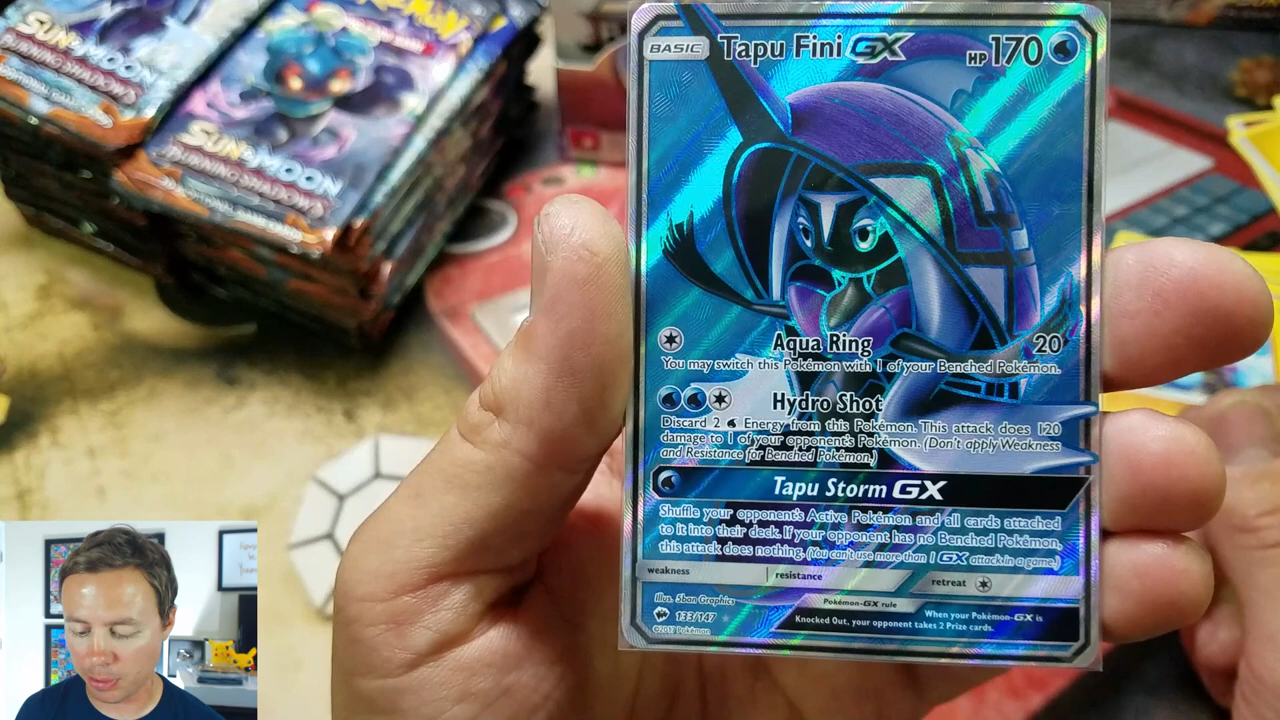 SUN & MOON
BURNING SHADOWS
POKéMON
SUN & MOON
BURNING SHADOWS
BASIC Tapu Fini GX HP 170
Aqua Ring 20
You may switch this Pokémon with 1 of your Benched Pokémon.
Hydro Shot
Discard 2 Energy from this Pokémon. This attack does 120
damage to 1 of your opponent's Pokémon. (Don't apply Weakness
and Resistance for Benched Pokémon.)
Tapu Storm GX
Shuffle your opponent's Active Pokémon and all cards attached
to it into their deck. If your opponent has no Benched Pokémon,
this attack does nothing. (You can't use more than 1 GX attack in a game.)
weakness resistance retreat
Illus. 5ban Graphics
133/147
©2017 Pokémon
Pokémon-GX rule
When your Pokémon-GX is
Knocked Out, your opponent takes 2 Prize cards.